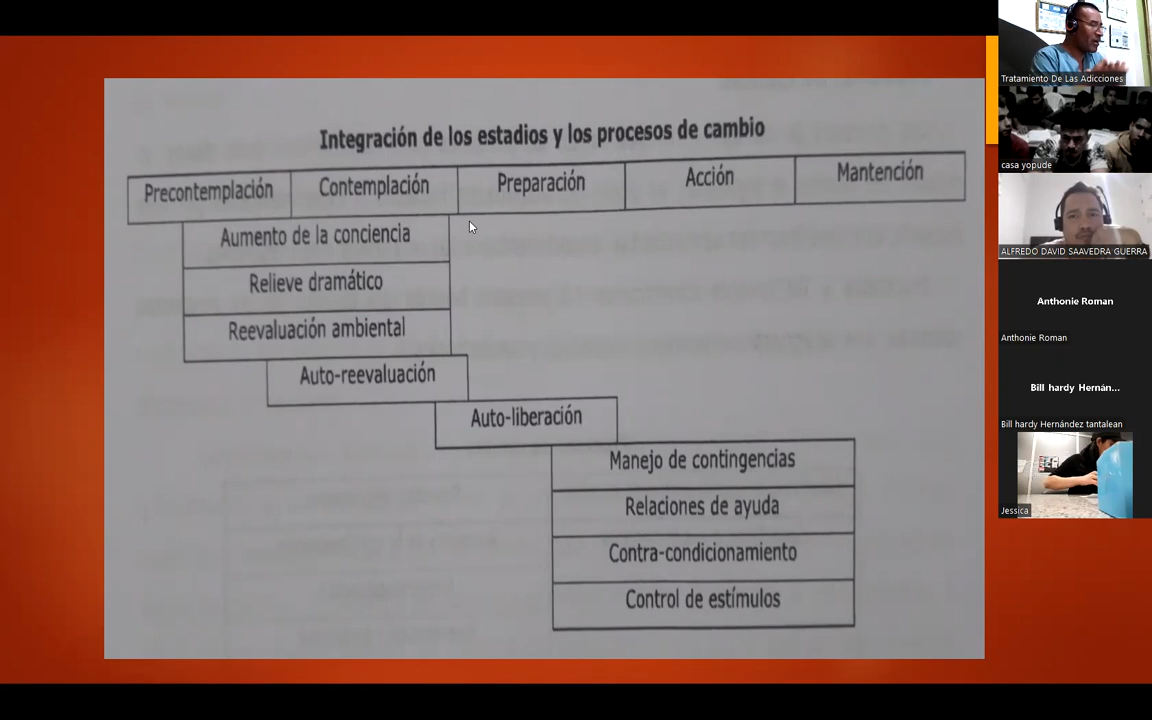 Integración de los estadios y los procesos de cambio
Precontemplación
Contemplación
Preparación
Acción
Mantención
Aumento de la conciencia
Relieve dramático
Reevaluación ambiental
Auto-reevaluación
Auto-liberación
Manejo de contingencias
Relaciones de ayuda
Contra-condicionamiento
Control de estímulos
Tratamiento De Las Adicciones
casa yopude
ALFREDO DAVID SAAVEDRA GUERRA
Anthonie Roman
Anthonie Roman
Bill hardy Hernán...
Bill hardy Hernández tantalean
Jessica